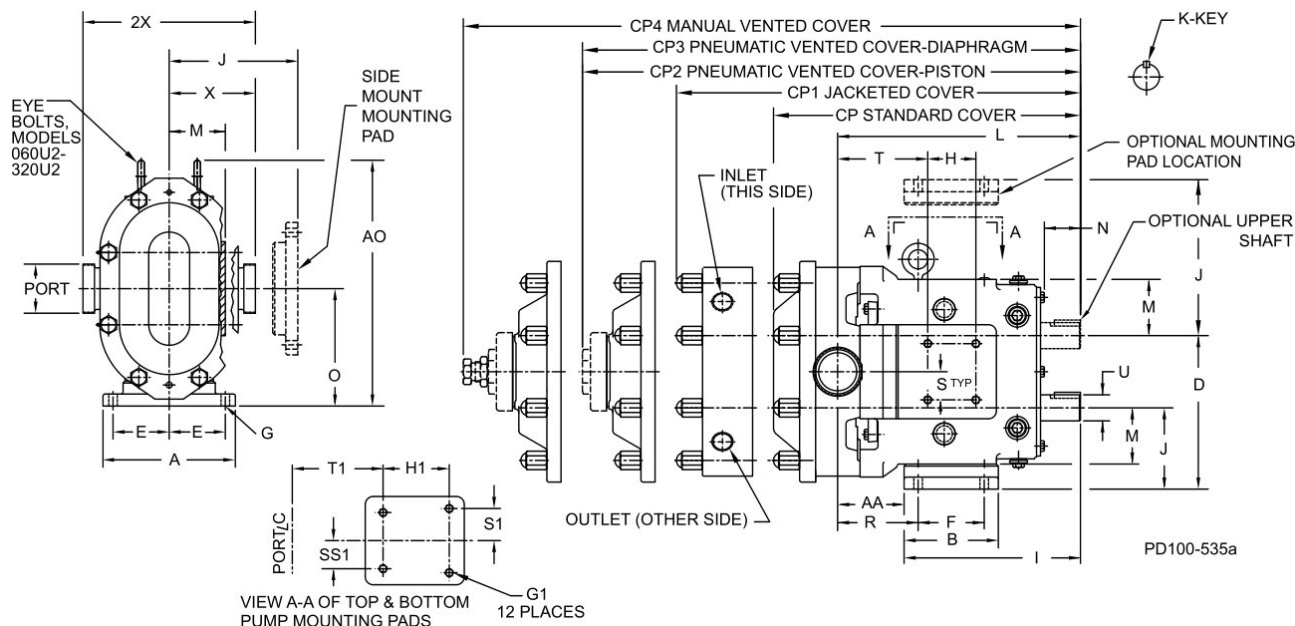 2X
J
X
M
EYE
BOLTS,
MODELS
060U2-
320U2
SIDE
MOUNT
MOUNTING
PAD
AO
PORT
O
E
E
A
G
CP4 MANUAL VENTED COVER
CP3 PNEUMATIC VENTED COVER-DIAPHRAGM
CP2 PNEUMATIC VENTED COVER-PISTON
CP1 JACKETED COVER
CP STANDARD COVER
L
T
H
K-KEY
OPTIONAL MOUNTING
PAD LOCATION
INLET
(THIS SIDE)
A
A
N
OPTIONAL UPPER
SHAFT
J
M
S TYP
U
D
M
J
AA
R
F
B
I
OUTLET (OTHER SIDE)
T1
H1
PORT L/C
S1
SS1
G1
12 PLACES
VIEW A-A OF TOP & BOTTOM
PUMP MOUNTING PADS
PD100-535a